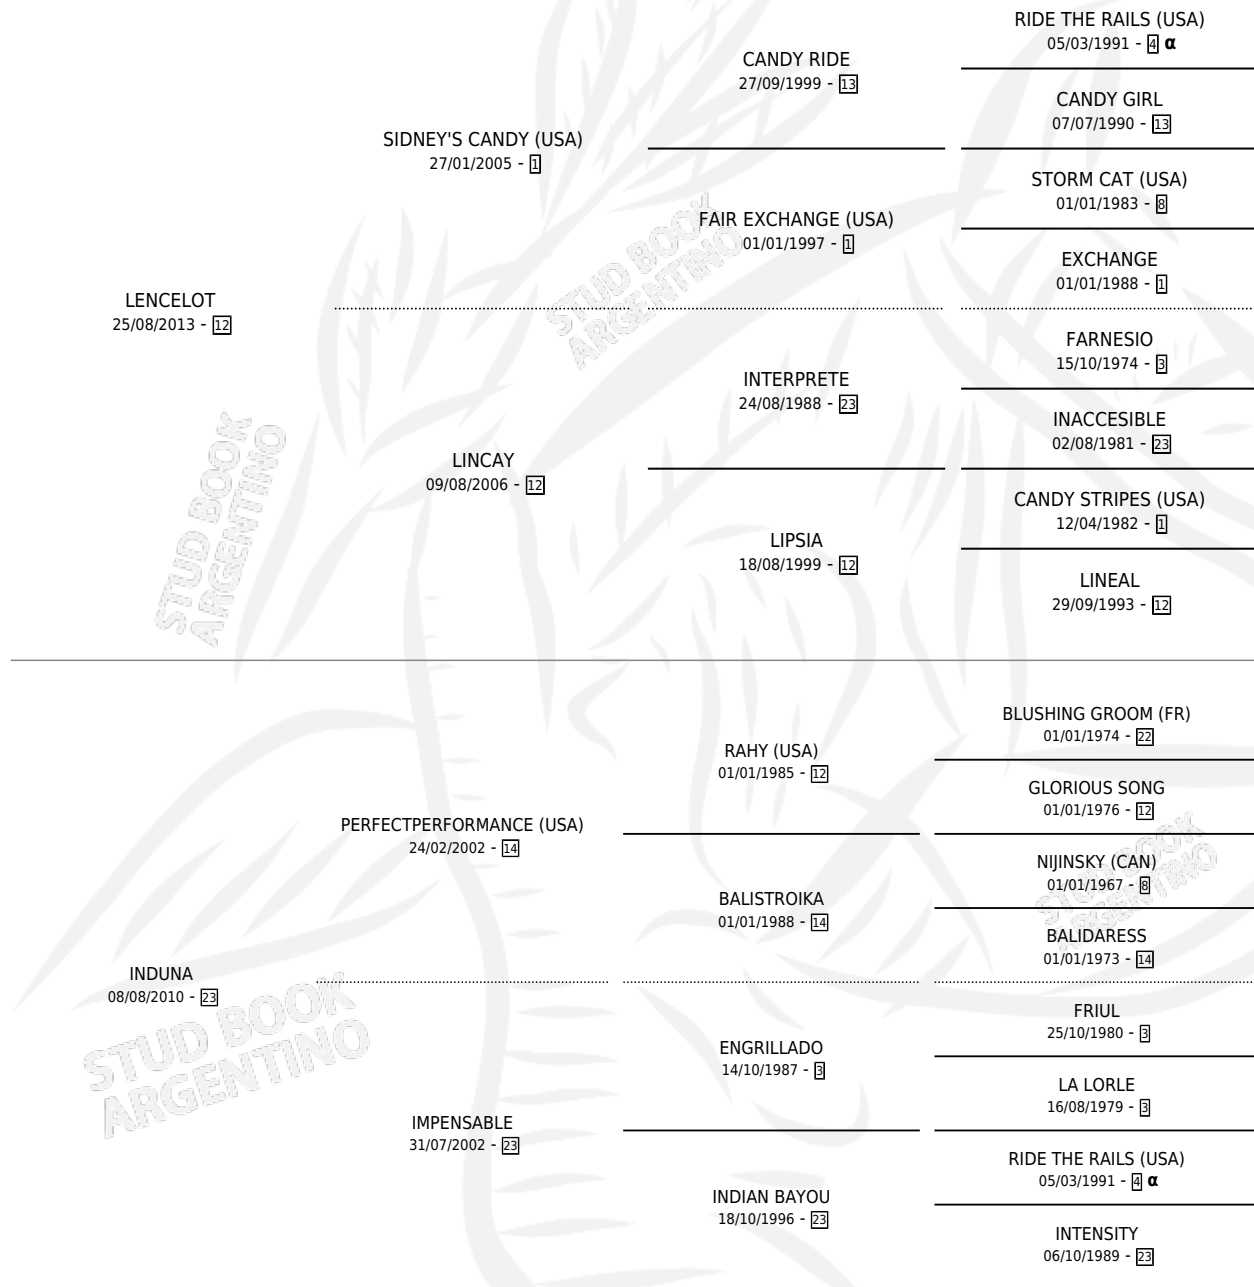 RIDE THE RAILS (USA)
05/03/1991 - 4 α
CANDY RIDE
27/09/1999 - 13
CANDY GIRL
07/07/1990 - 13
SIDNEY'S CANDY (USA)
27/01/2005 - 1
STORM CAT (USA)
01/01/1983 - 8
FAIR EXCHANGE (USA)
01/01/1997 - 1
EXCHANGE
01/01/1988 - 1
LENCELOT
25/08/2013 - 12
FARNESIO
15/10/1974 - 3
INTERPRETE
24/08/1988 - 23
INACCESIBLE
02/08/1981 - 23
LINCAY
09/08/2006 - 12
CANDY STRIPES (USA)
12/04/1982 - 1
LIPSIA
18/08/1999 - 12
LINEAL
29/09/1993 - 12
BLUSHING GROOM (FR)
01/01/1974 - 22
RAHY (USA)
01/01/1985 - 12
GLORIOUS SONG
01/01/1976 - 12
PERFECTPERFORMANCE (USA)
24/02/2002 - 14
NIJINSKY (CAN)
01/01/1967 - 8
BALISTROIKA
01/01/1988 - 14
BALIDARESS
01/01/1973 - 14
INDUNA
08/08/2010 - 23
FRIUL
25/10/1980 - 3
ENGRILLADO
14/10/1987 - 3
LA LORLE
16/08/1979 - 3
IMPENSABLE
31/07/2002 - 23
RIDE THE RAILS (USA)
05/03/1991 - 4 α
INDIAN BAYOU
18/10/1996 - 23
INTENSITY
06/10/1989 - 23
STUD BOOK
ARGENTINO
STUD BOOK
ARGENTINO
STUD BOOK
ARGENTINO
STUD BOOK
ARGENTINO